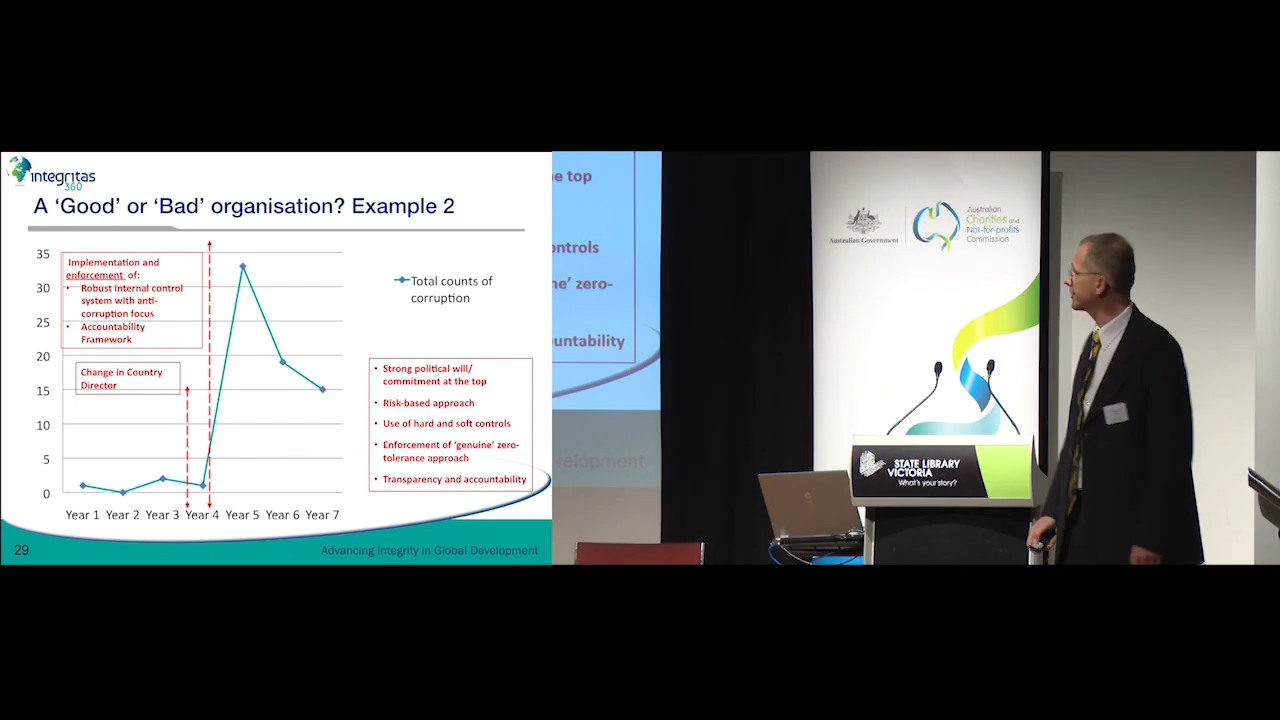 integritas
360
A ‘Good’ or ‘Bad’ organisation? Example 2
35
30
25
20
15
10
5
0
Implementation and
enforcement of:
• Robust internal control
system with anti-
corruption focus
• Accountability
Framework
Change in Country
Director
Total counts of
corruption
• Strong political will/
commitment at the top
• Risk-based approach
• Use of hard and soft controls
• Enforcement of ‘genuine’ zero-
tolerance approach
• Transparency and accountability
Year 1 Year 2 Year 3 Year 4 Year 5 Year 6 Year 7
29
Advancing Integrity in Global Development
e top
ontrols
ne’ zero-
untability
velopment
Australian Government
Australian
Charities and
Not-for-profits
Commission
STATE LIBRARY
VICTORIA
What's your story?